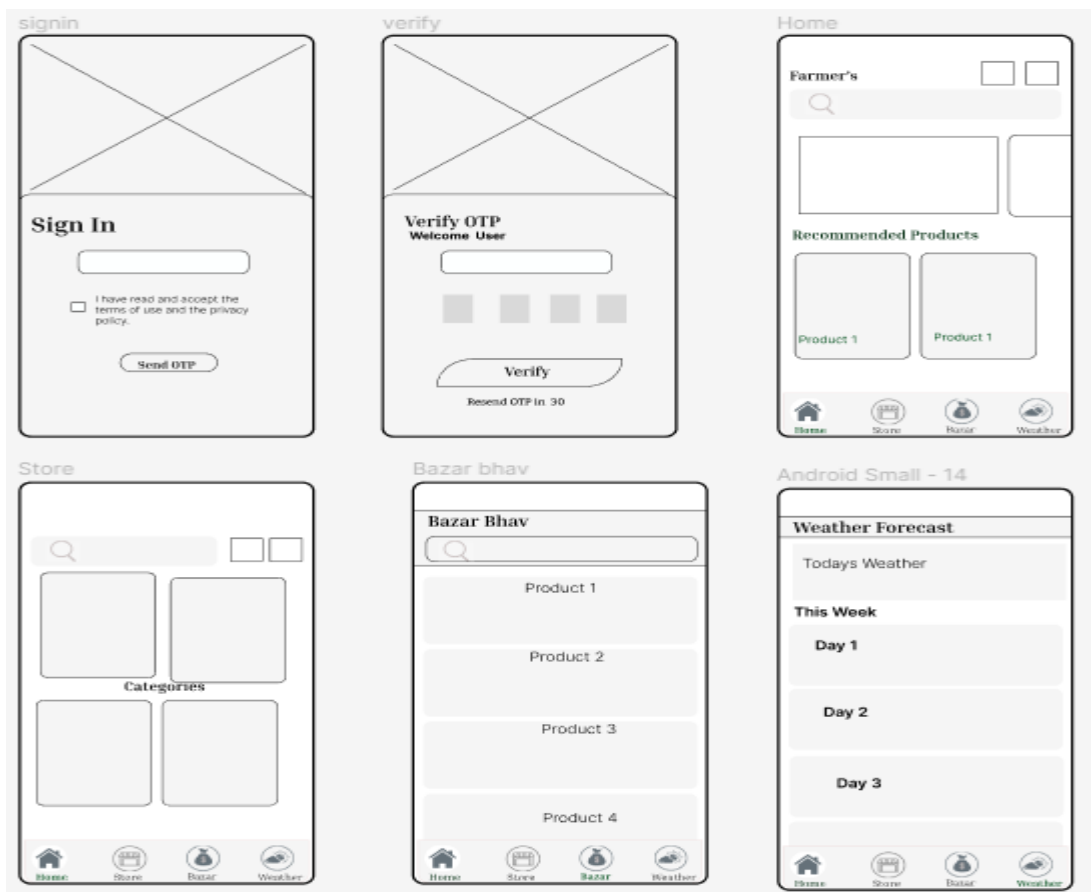 signin
Sign In
I have read and accept the
terms of use and the privacy
policy.
Send OTP
verify
Verify OTP
Welcome User
Verify
Resend OTP in 30
Home
Farmer's
Recommended Products
Product 1
Product 1
Home Store Bazar Weather
Store
Categories
Home Store Bazar Weather
Bazar bhav
Bazar Bhav
Product 1
Product 2
Product 3
Product 4
Home Store Bazar Weather
Android Small - 14
Weather Forecast
Todays Weather
This Week
Day 1
Day 2
Day 3
Home Store Bazar Weather